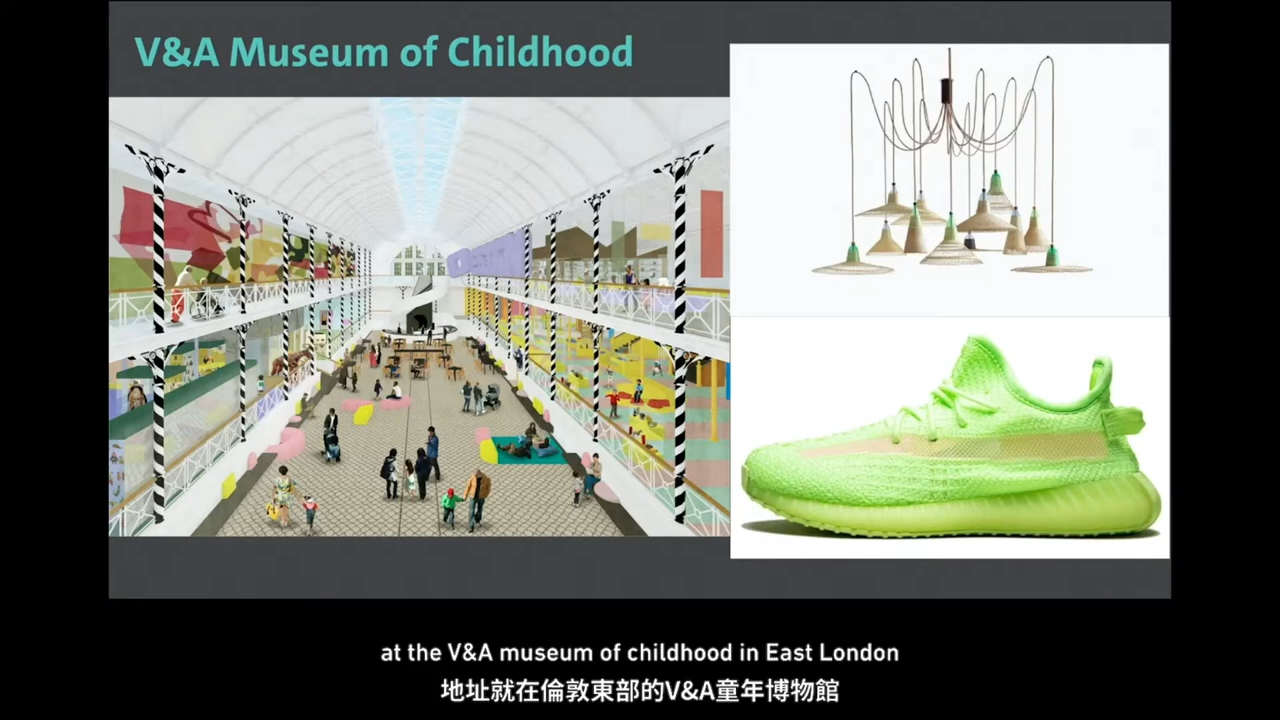 V&A Museum of Childhood
at the V&A museum of childhood in East London
地址就在倫敦東部的V&A童年博物館